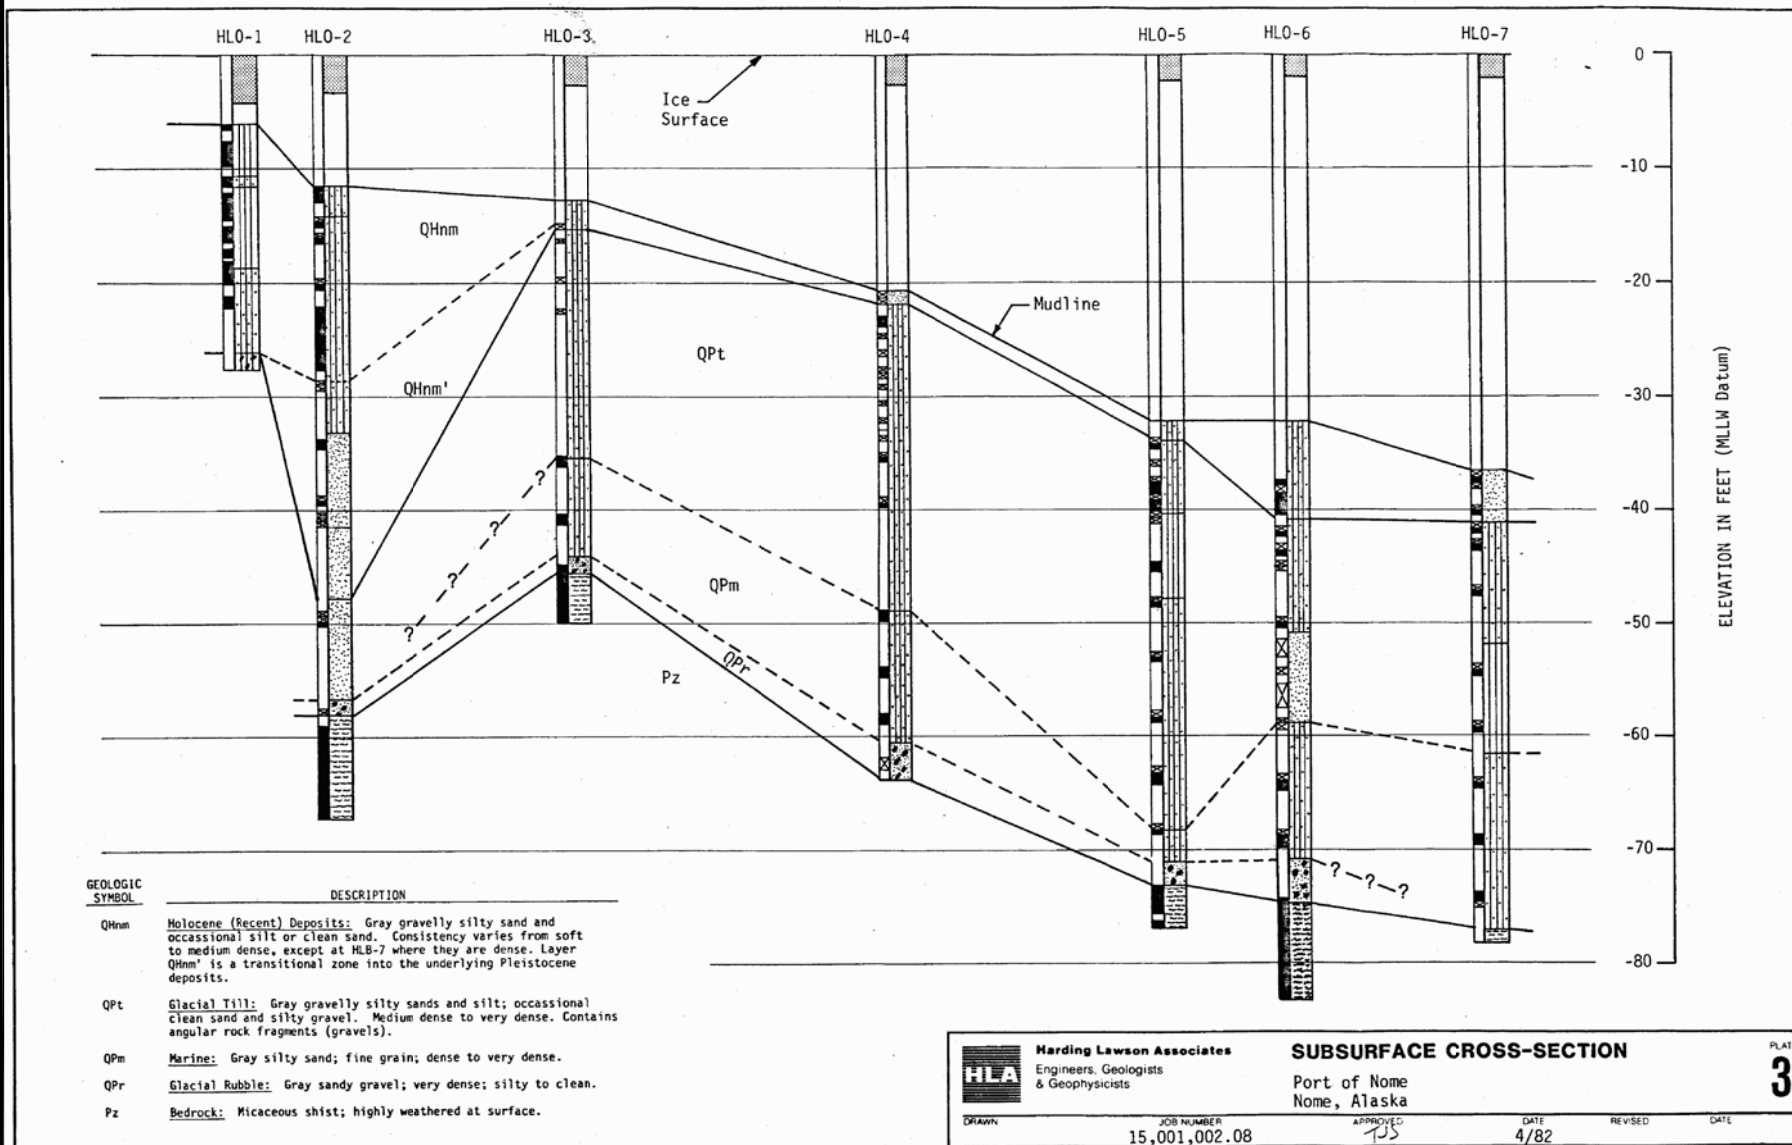 HLO-1 HLO-2 HLO-3 HLO-4 HLO-5 HLO-6 HLO-7
Ice
Surface
Mudline
QHnm
QHnm'
QPt
QPm
QPr
Pz
? ? ? ?
? ? ?
0
-10
-20
-30
-40
-50
-60
-70
-80
ELEVATION IN FEET (MLLW Datum)
GEOLOGIC
SYMBOL DESCRIPTION
QHnm Holocene (Recent) Deposits: Gray gravelly silty sand and
occassional silt or clean sand. Consistency varies from soft
to medium dense, except at HLB-7 where they are dense. Layer
QHnm' is a transitional zone into the underlying Pleistocene
deposits.
QPt Glacial Till: Gray gravelly silty sands and silt; occassional
clean sand and silty gravel. Medium dense to very dense. Contains
angular rock fragments (gravels).
QPm Marine: Gray silty sand; fine grain; dense to very dense.
QPr Glacial Rubble: Gray sandy gravel; very dense; silty to clean.
Pz Bedrock: Micaceous shist; highly weathered at surface.
HLA
Harding Lawson Associates
Engineers, Geologists
& Geophysicists
SUBSURFACE CROSS-SECTION
Port of Nome
Nome, Alaska
PLAT
3
DRAWN JOB NUMBER APPROVED DATE REVISED DATE
15,001,002.08 TJS 4/82